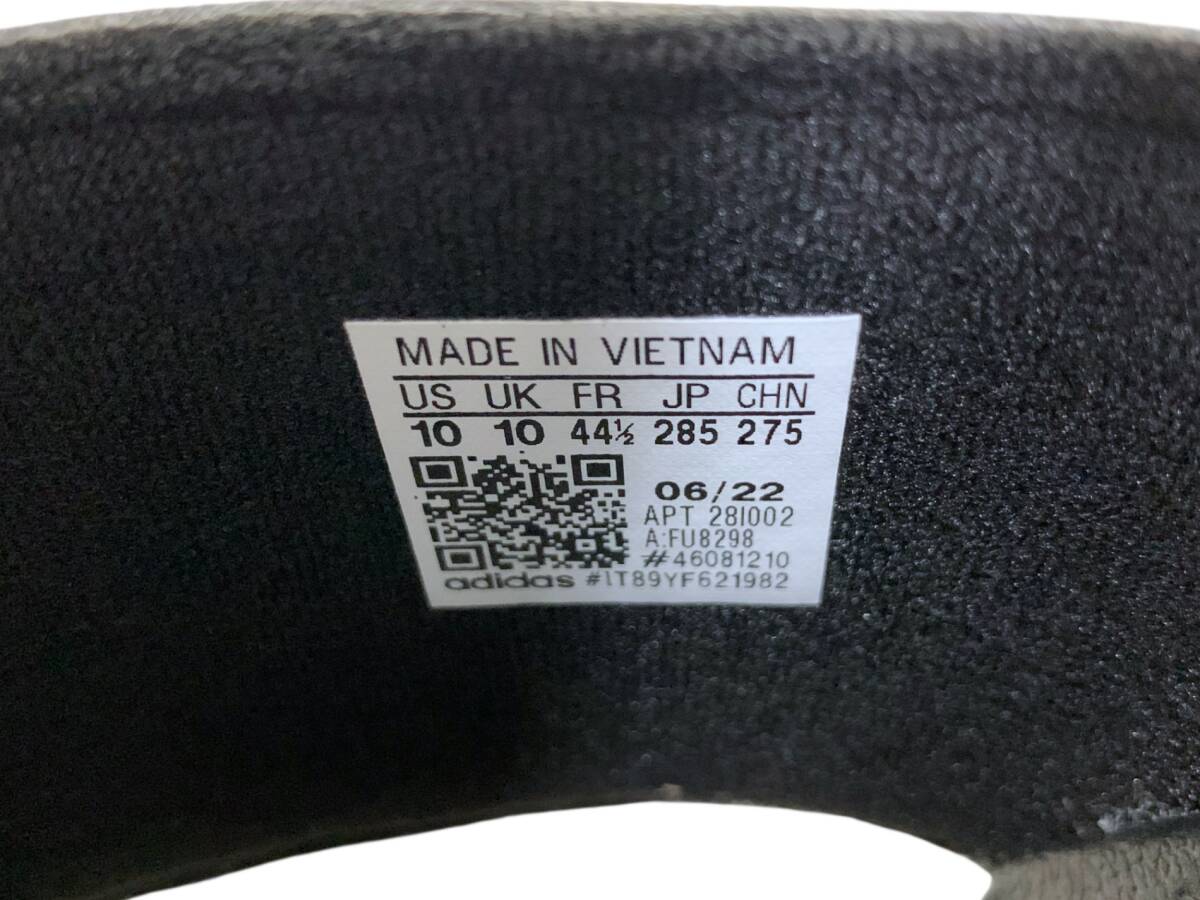 MADE IN VIETNAM
US UK FR JP CHN
10 10 44½ 285 275
06/22
APT 28I002
A:FU8298
#46081210
adidas #IT89YF621982